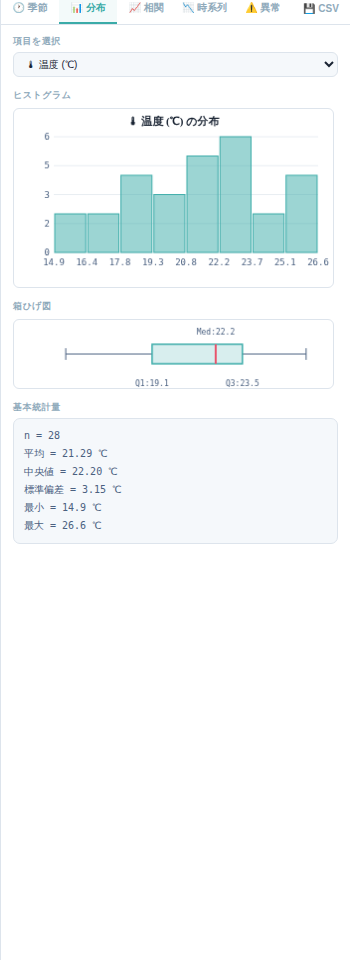 季節 分布 相関 時系列 異常 CSV
項目を選択
温度 (℃)
ヒストグラム
温度 (℃) の分布
6
5
3
2
0
14.9 16.4 17.8 19.3 20.8 22.2 23.7 25.1 26.6
箱ひげ図
Med:22.2
Q1:19.1 Q3:23.5
基本統計量
n = 28
平均 = 21.29 ℃
中央値 = 22.20 ℃
標準偏差 = 3.15 ℃
最小 = 14.9 ℃
最大 = 26.6 ℃